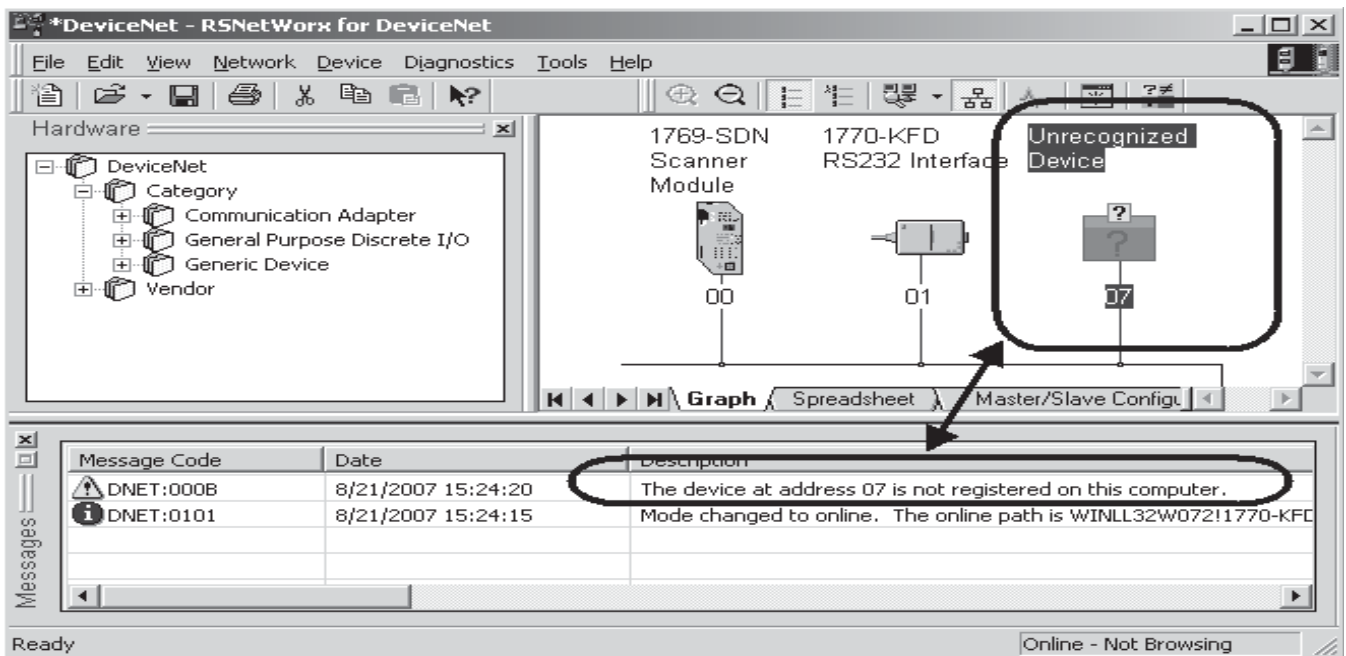 *DeviceNet - RSNetWorx for DeviceNet
File Edit View Network Device Diagnostics Tools Help
Hardware
DeviceNet
Category
Communication Adapter
General Purpose Discrete I/O
Generic Device
Vendor
1769-SDN
Scanner
Module
00
1770-KFD
RS232 Interface
01
Unrecognized
Device
?
?
07
Graph Spreadsheet Master/Slave Configu
Messages
Message Code Date Description
DNET:000B 8/21/2007 15:24:20 The device at address 07 is not registered on this computer.
DNET:0101 8/21/2007 15:24:15 Mode changed to online. The online path is WINLL32W072!1770-KFD
Ready Online - Not Browsing